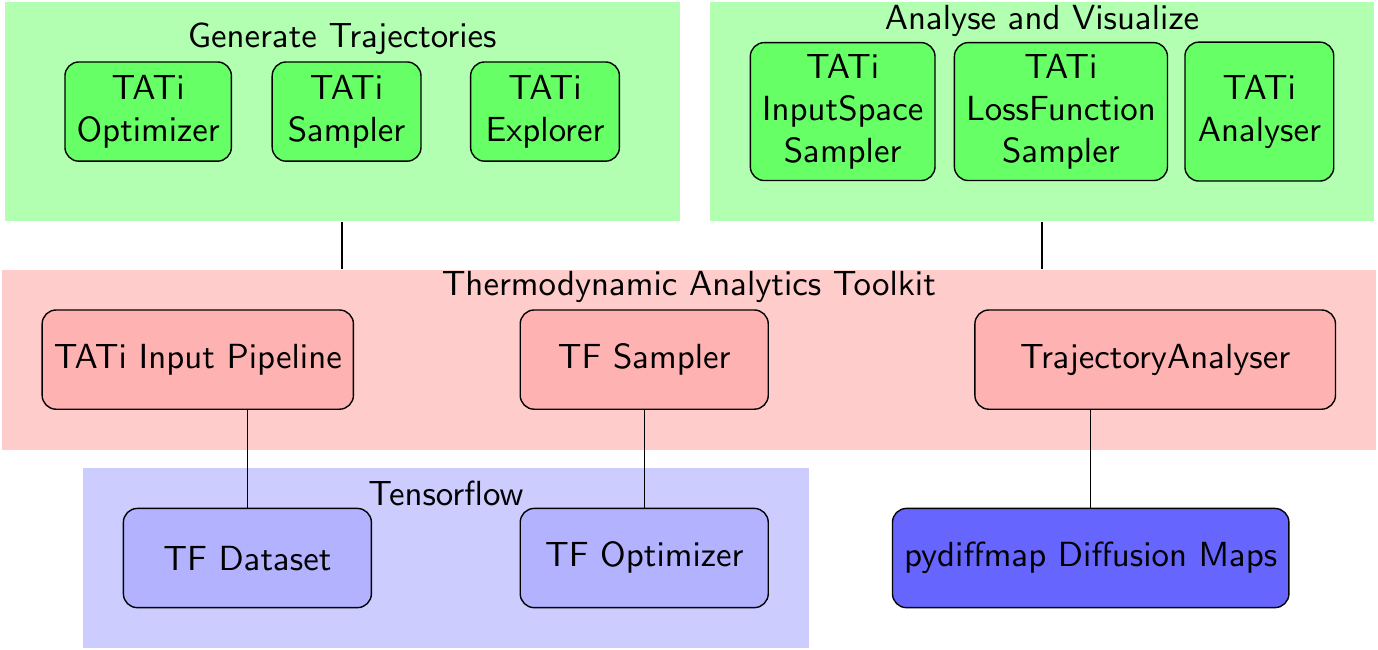 Generate Trajectories
TATi
Optimizer
TATi
Sampler
TATi
Explorer
Analyse and Visualize
TATi
InputSpace
Sampler
TATi
LossFunction
Sampler
TATi
Analyser
Thermodynamic Analytics Toolkit
TATi Input Pipeline
TF Sampler
TrajectoryAnalyser
Tensorflow
TF Dataset
TF Optimizer
pydiffmap Diffusion Maps